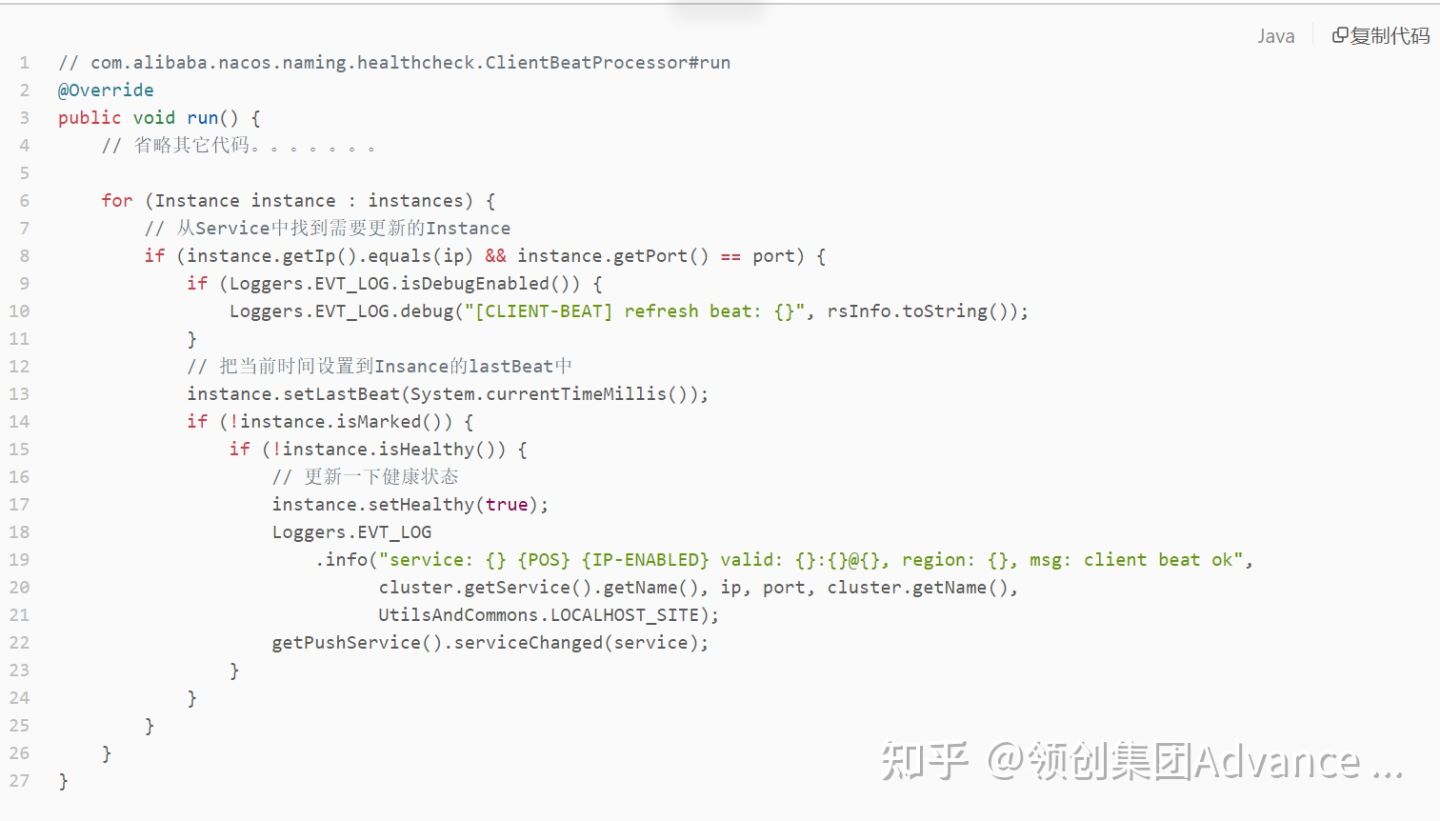 Java 复制代码
1 // com.alibaba.nacos.naming.healthcheck.ClientBeatProcessor#run
2 @Override
3 public void run() {
4     // 省略其它代码。。。。。。。
5
6     for (Instance instance : instances) {
7         // 从Service中找到需要更新的Instance
8         if (instance.getIp().equals(ip) && instance.getPort() == port) {
9             if (Loggers.EVT_LOG.isDebugEnabled()) {
10                 Loggers.EVT_LOG.debug("[CLIENT-BEAT] refresh beat: {}", rsInfo.toString());
11             }
12             // 把当前时间设置到Insance的lastBeat中
13             instance.setLastBeat(System.currentTimeMillis());
14             if (!instance.isMarked()) {
15                 if (!instance.isHealthy()) {
16                     // 更新一下健康状态
17                     instance.setHealthy(true);
18                     Loggers.EVT_LOG
19                         .info("service: {} {POS} {IP-ENABLED} valid: {}:{}@{}, region: {}, msg: client beat ok",
20                               cluster.getService().getName(), ip, port, cluster.getName(),
21                               UtilsAndCommons.LOCALHOST_SITE);
22                     getPushService().serviceChanged(service);
23                 }
24             }
25         }
26     }
27 }
知乎 @领创集团Advance ...